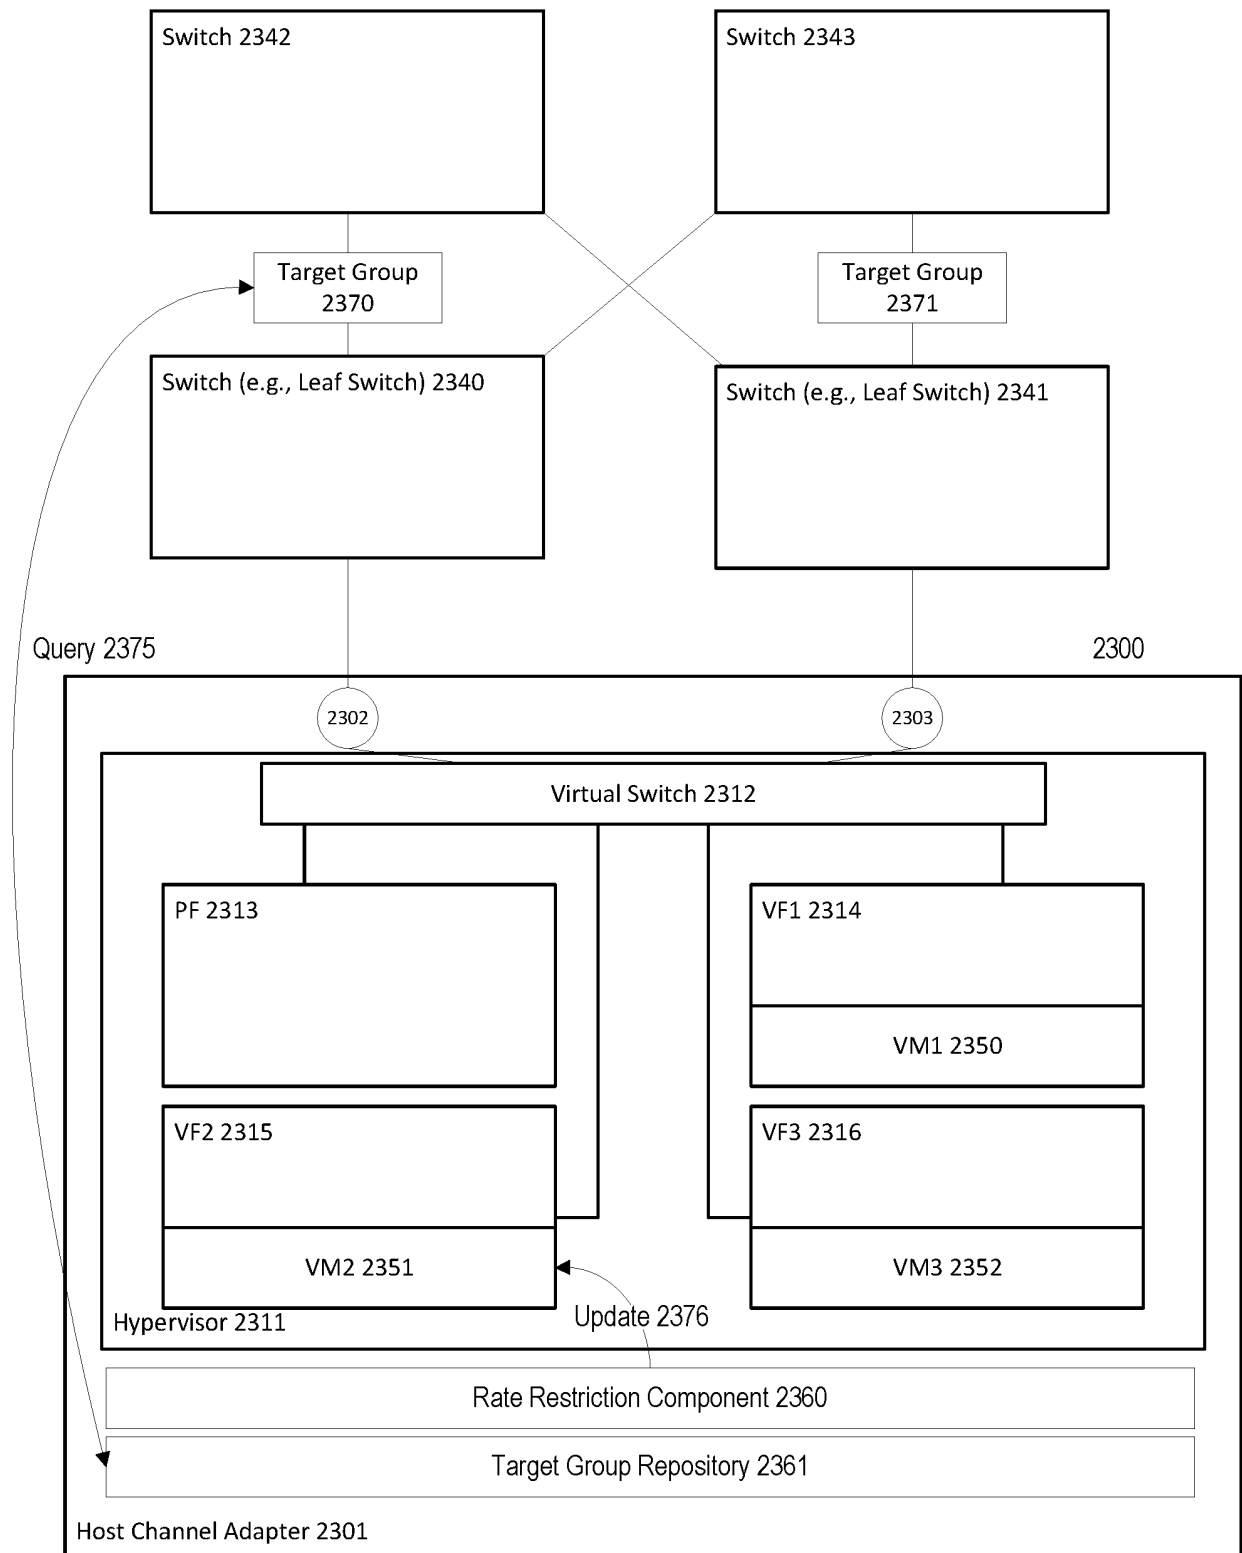 Switch 2342
Switch 2343
Target Group
2370
Target Group
2371
Switch (e.g., Leaf Switch) 2340
Switch (e.g., Leaf Switch) 2341
Query 2375
2300
2302
2303
Virtual Switch 2312
PF 2313
VF1 2314
VM1 2350
VF2 2315
VF3 2316
VM2 2351
VM3 2352
Hypervisor 2311
Update 2376
Rate Restriction Component 2360
Target Group Repository 2361
Host Channel Adapter 2301